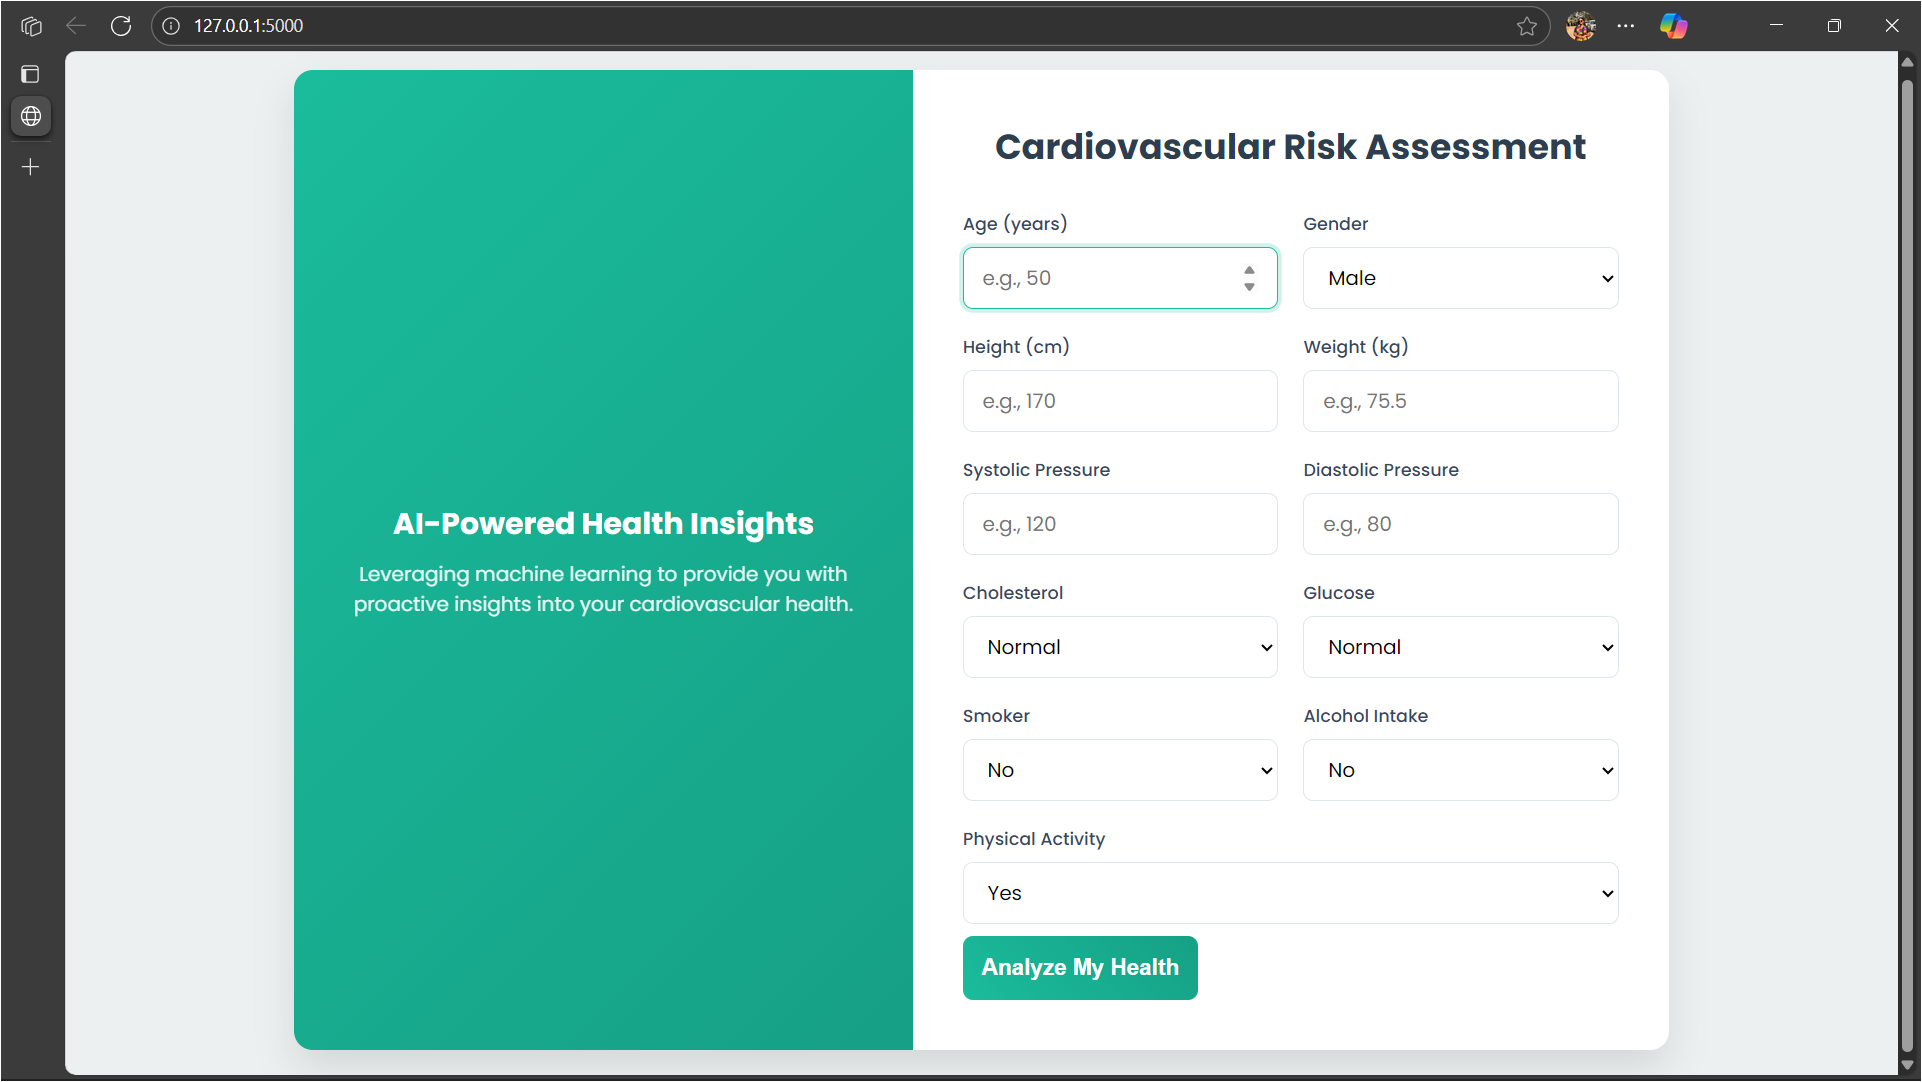 127.0.0.1:5000
AI-Powered Health Insights
Leveraging machine learning to provide you with
proactive insights into your cardiovascular health.
Cardiovascular Risk Assessment
Age (years)
e.g., 50
Gender
Male
Height (cm)
e.g., 170
Weight (kg)
e.g., 75.5
Systolic Pressure
e.g., 120
Diastolic Pressure
e.g., 80
Cholesterol
Normal
Glucose
Normal
Smoker
No
Alcohol Intake
No
Physical Activity
Yes
Analyze My Health